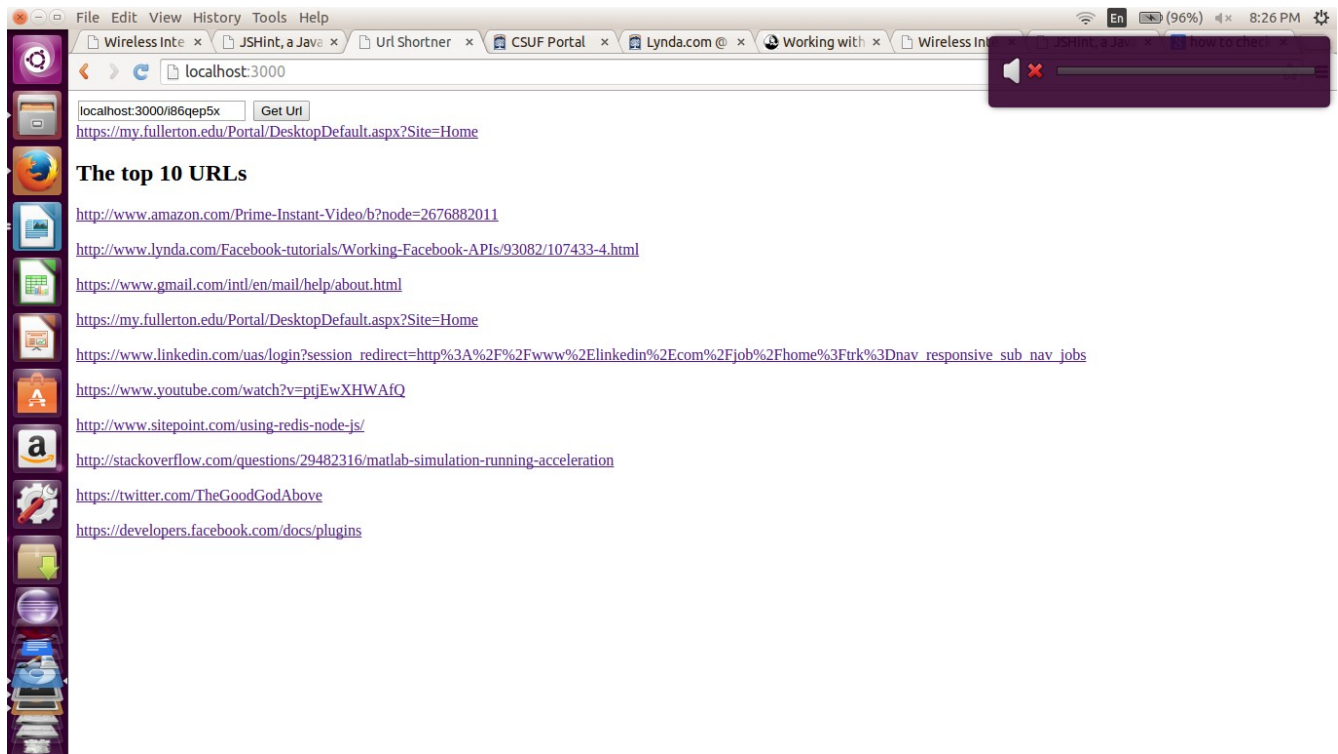 File Edit View History Tools Help En (96%) 8:26 PM
Wireless Inte JSHint, a Java Url Shortner CSUF Portal Lynda.com @ Working with Wireless Int JSHint, a Java how to check
localhost:3000
localhost:3000/i86qep5x Get Url
https://my.fullerton.edu/Portal/DesktopDefault.aspx?Site=Home
The top 10 URLs
http://www.amazon.com/Prime-Instant-Video/b?node=2676882011
http://www.lynda.com/Facebook-tutorials/Working-Facebook-APIs/93082/107433-4.html
https://www.gmail.com/intl/en/mail/help/about.html
https://my.fullerton.edu/Portal/DesktopDefault.aspx?Site=Home
https://www.linkedin.com/uas/login?session_redirect=http%3A%2F%2Fwww%2Elinkedin%2Ecom%2Fjob%2Fhome%3Ftrk%3Dnav_responsive_sub_nav_jobs
https://www.youtube.com/watch?v=ptjEwXHWAfQ
http://www.sitepoint.com/using-redis-node-js/
http://stackoverflow.com/questions/29482316/matlab-simulation-running-acceleration
https://twitter.com/TheGoodGodAbove
https://developers.facebook.com/docs/plugins